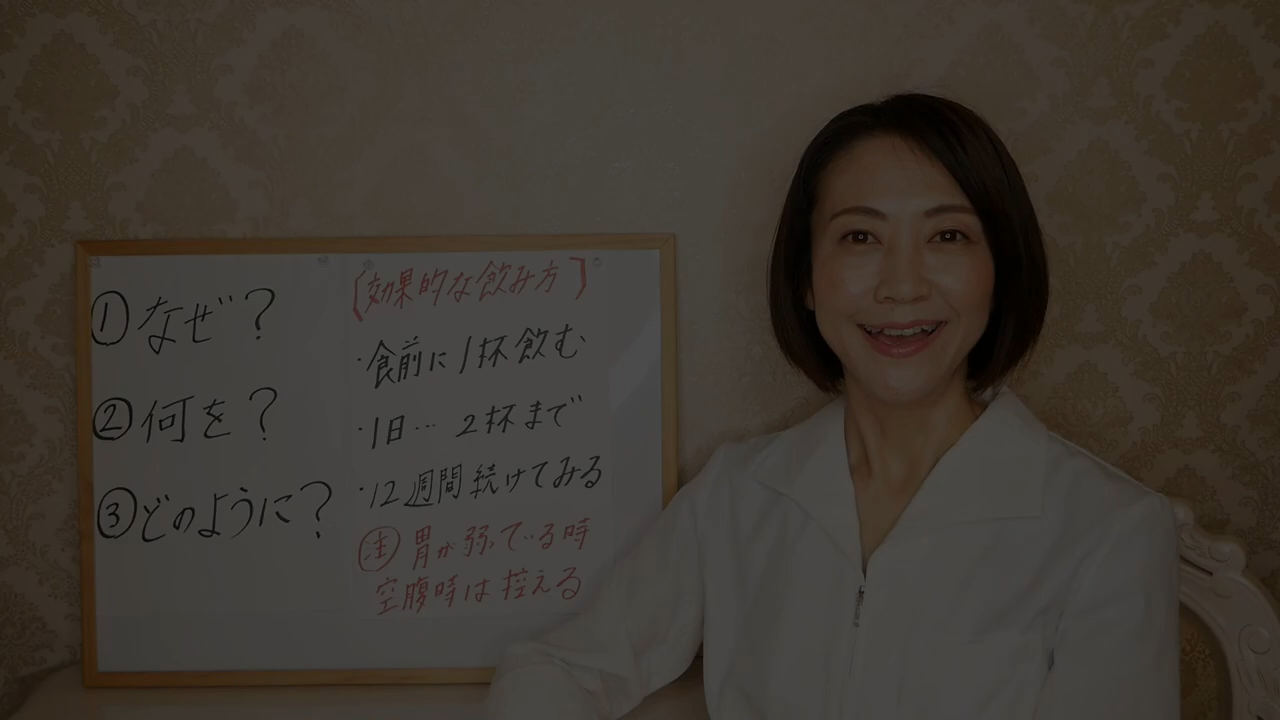 ①なぜ?
②何を?
③どのように?
[効果的な飲み方]
・食前に1杯飲む
・1日… 2杯まで
・12週間続けてみる
㊟ 胃が弱っている時
空腹時は控える